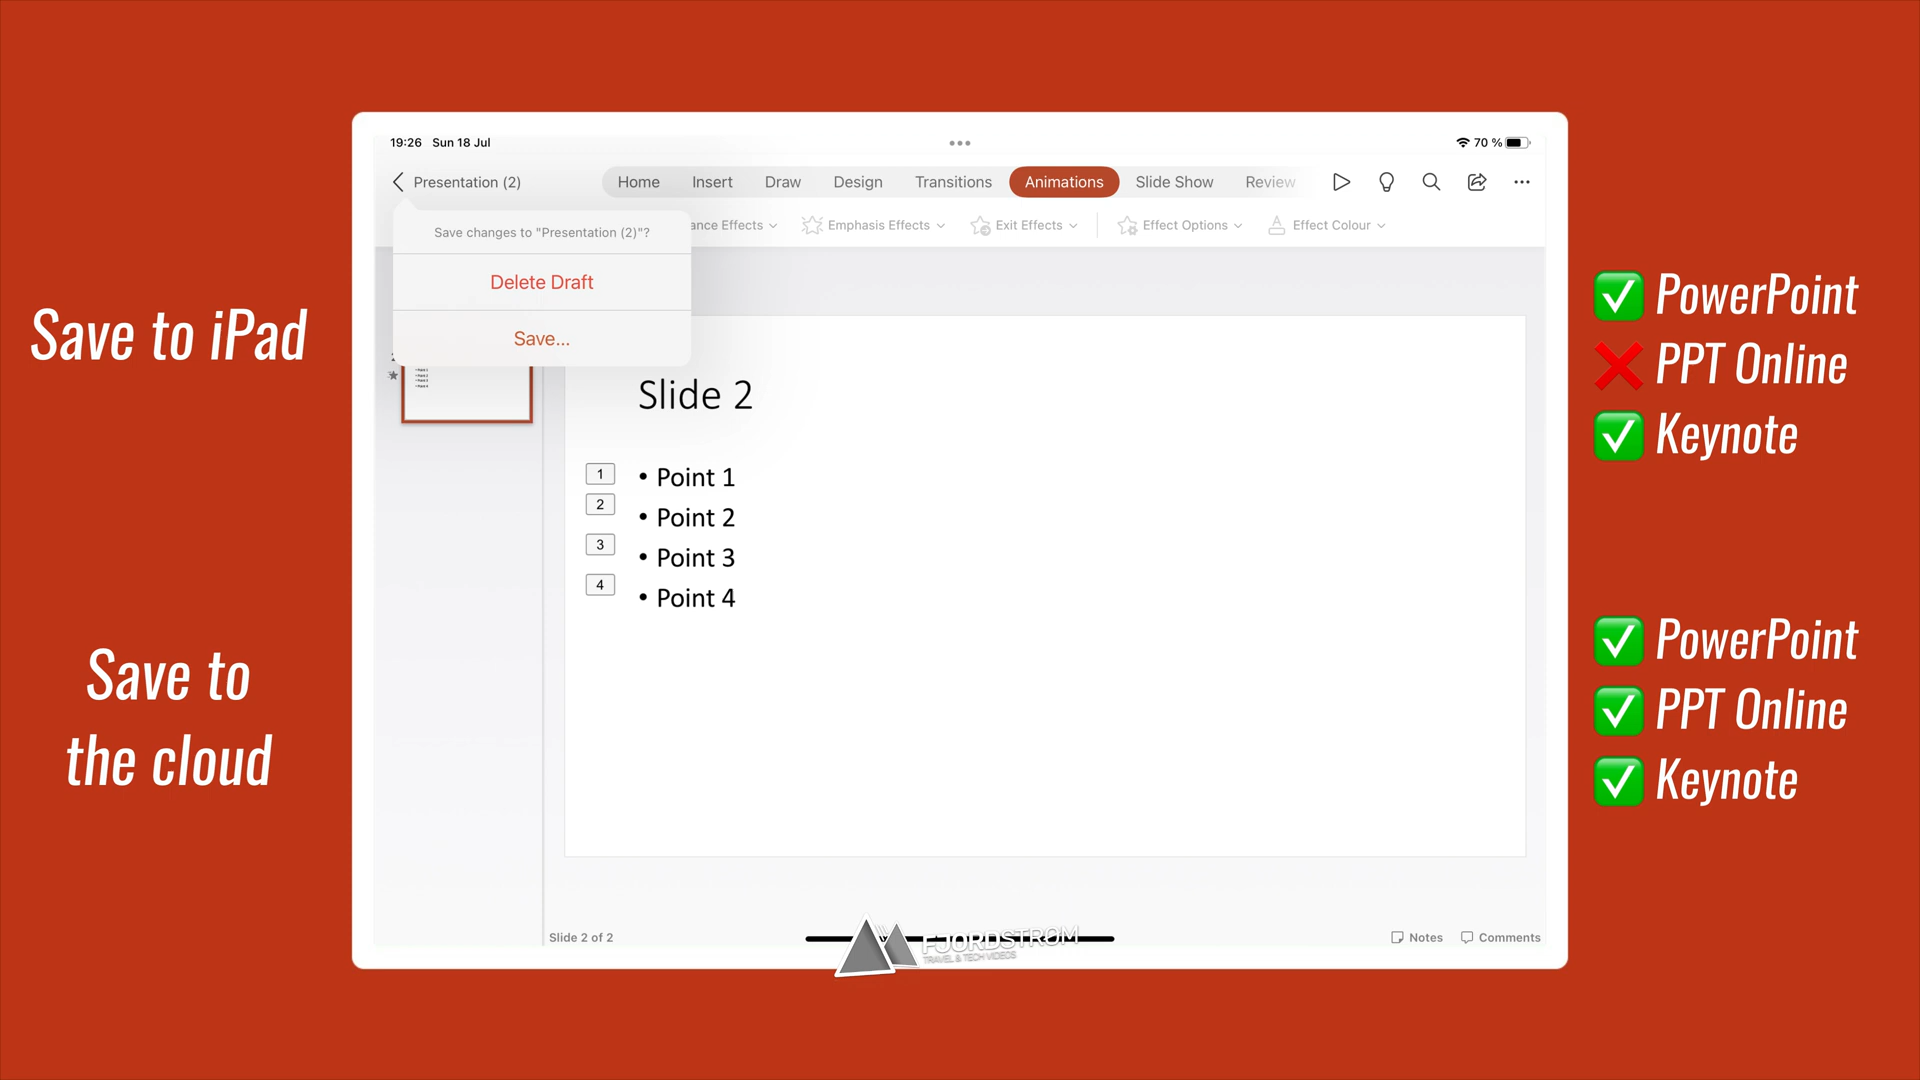 19:26 Sun 18 Jul
70 %
Presentation (2)
Home Insert Draw Design Transitions Animations Slide Show Review
Save changes to "Presentation (2)"?
ance Effects Emphasis Effects Exit Effects Effect Options Effect Colour
Delete Draft
Save...
Save to iPad
Save to
the cloud
Slide 2
1 • Point 1
2 • Point 2
3 • Point 3
4 • Point 4
Slide 2 of 2
Notes Comments
FJORDSTROM
TRAVEL & TECH VIDEOS
✅ PowerPoint
❌ PPT Online
✅ Keynote
✅ PowerPoint
✅ PPT Online
✅ Keynote